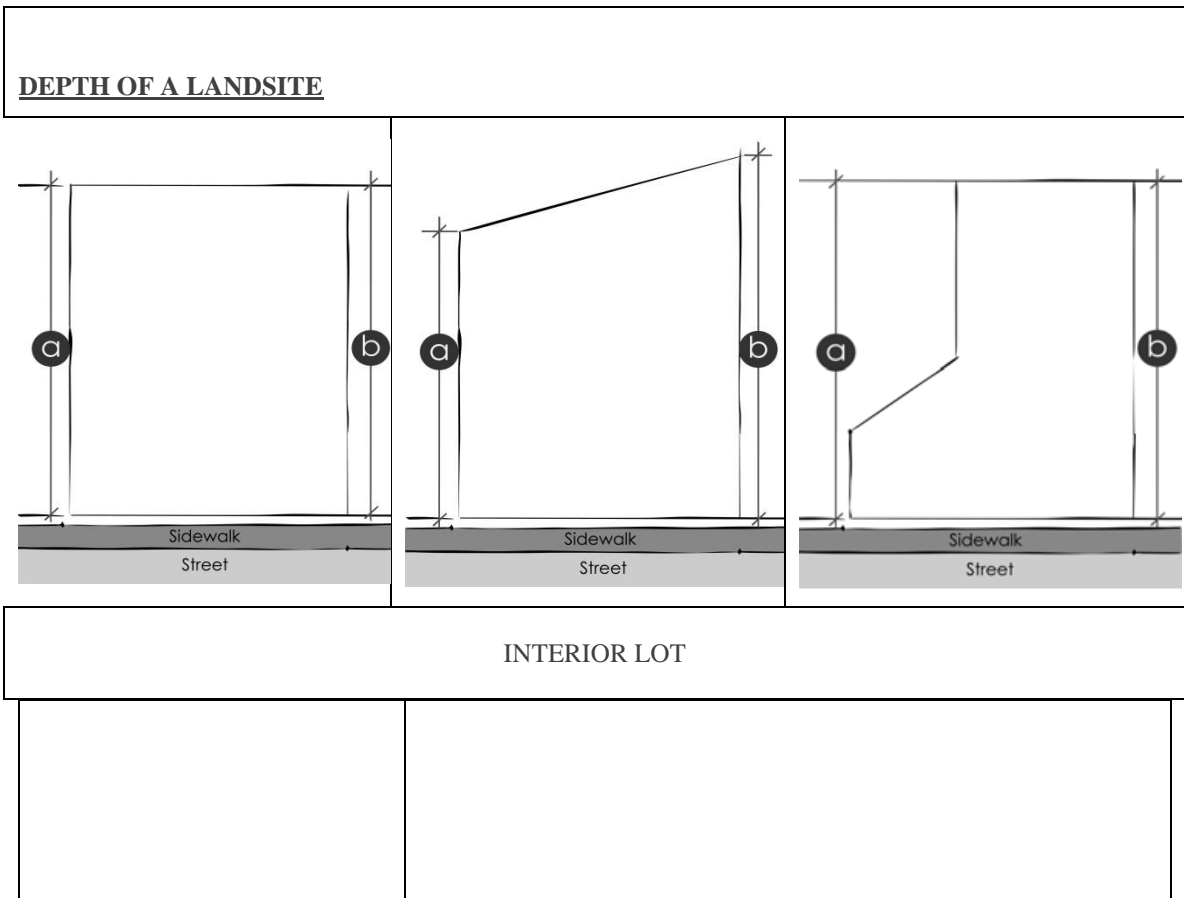 DEPTH OF A LANDSITE
a
b
Sidewalk
Street
a
b
Sidewalk
Street
a
b
Sidewalk
Street
INTERIOR LOT